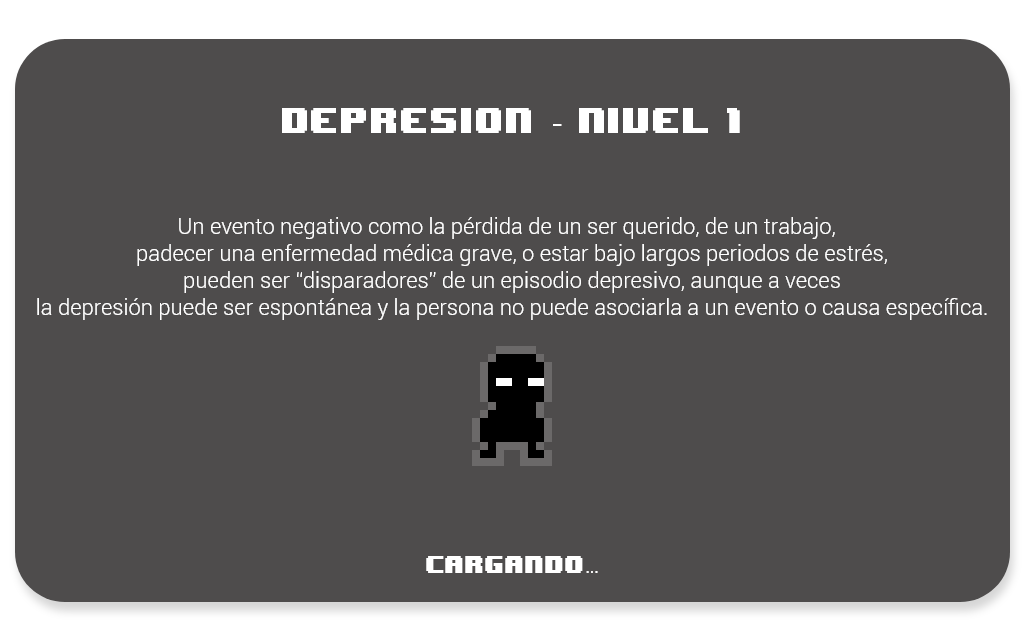 DEPRESION - NIVEL 1
Un evento negativo como la pérdida de un ser querido, de un trabajo,
padecer una enfermedad médica grave, o estar bajo largos periodos de estrés,
pueden ser “disparadores” de un episodio depresivo, aunque a veces
la depresión puede ser espontánea y la persona no puede asociarla a un evento o causa específica.
CARGANDO...